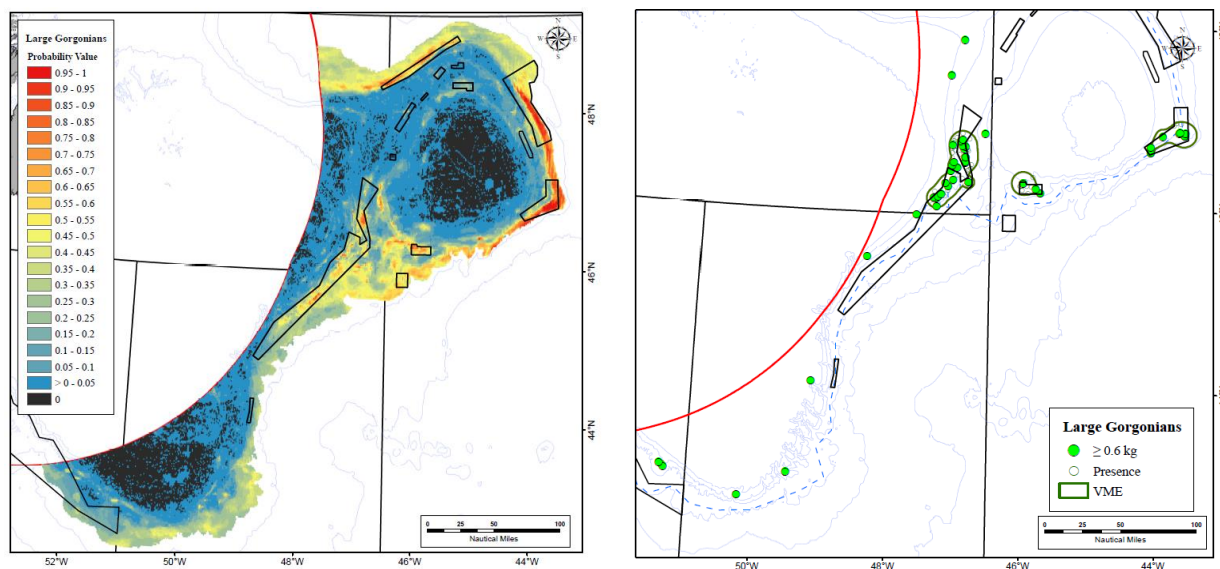 Large Gorgonians
Probability Value
0.95 - 1
0.9 - 0.95
0.85 - 0.9
0.8 - 0.85
0.75 - 0.8
0.7 - 0.75
0.65 - 0.7
0.6 - 0.65
0.55 - 0.6
0.5 - 0.55
0.45 - 0.5
0.4 - 0.45
0.35 - 0.4
0.3 - 0.35
0.25 - 0.3
0.2 - 0.25
0.15 - 0.2
0.1 - 0.15
0.05 - 0.1
> 0 - 0.05
0
N
W E
S
48°N
46°N
44°N
0 25 50 100
Nautical Miles
52°W 50°W 48°W 46°W 44°W
N
W E
S
Large Gorgonians
≥ 0.6 kg
Presence
VME
0 25 50 100
Nautical Miles
50°W 48°W 46°W 44°W